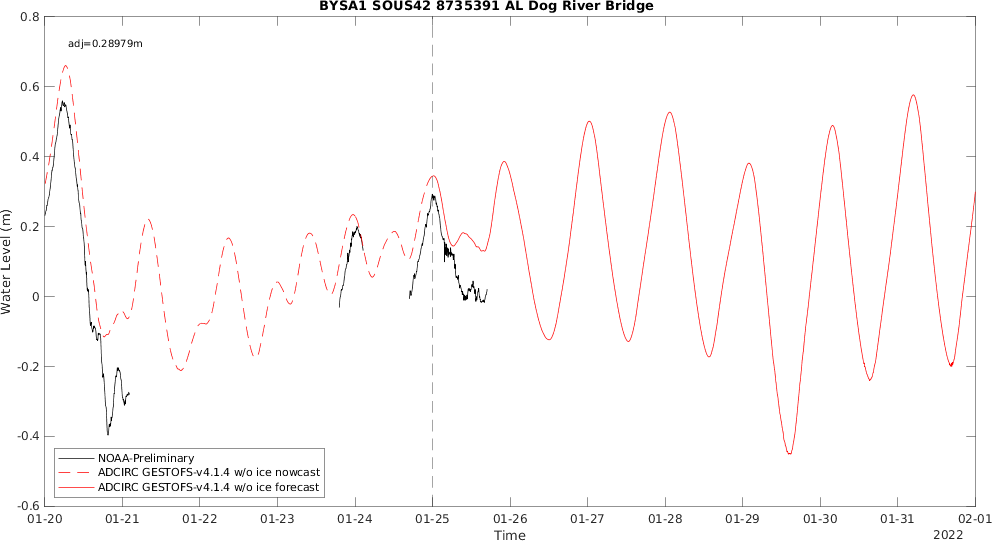 BYSA1 SOUS42 8735391 AL Dog River Bridge
adj=0.28979m
Water Level (m)
0.8
0.6
0.4
0.2
0
-0.2
-0.4
-0.6
NOAA-Preliminary
ADCIRC GESTOFS-v4.1.4 w/o ice nowcast
ADCIRC GESTOFS-v4.1.4 w/o ice forecast
01-20 01-21 01-22 01-23 01-24 01-25 01-26 01-27 01-28 01-29 01-30 01-31 02-01
Time
2022